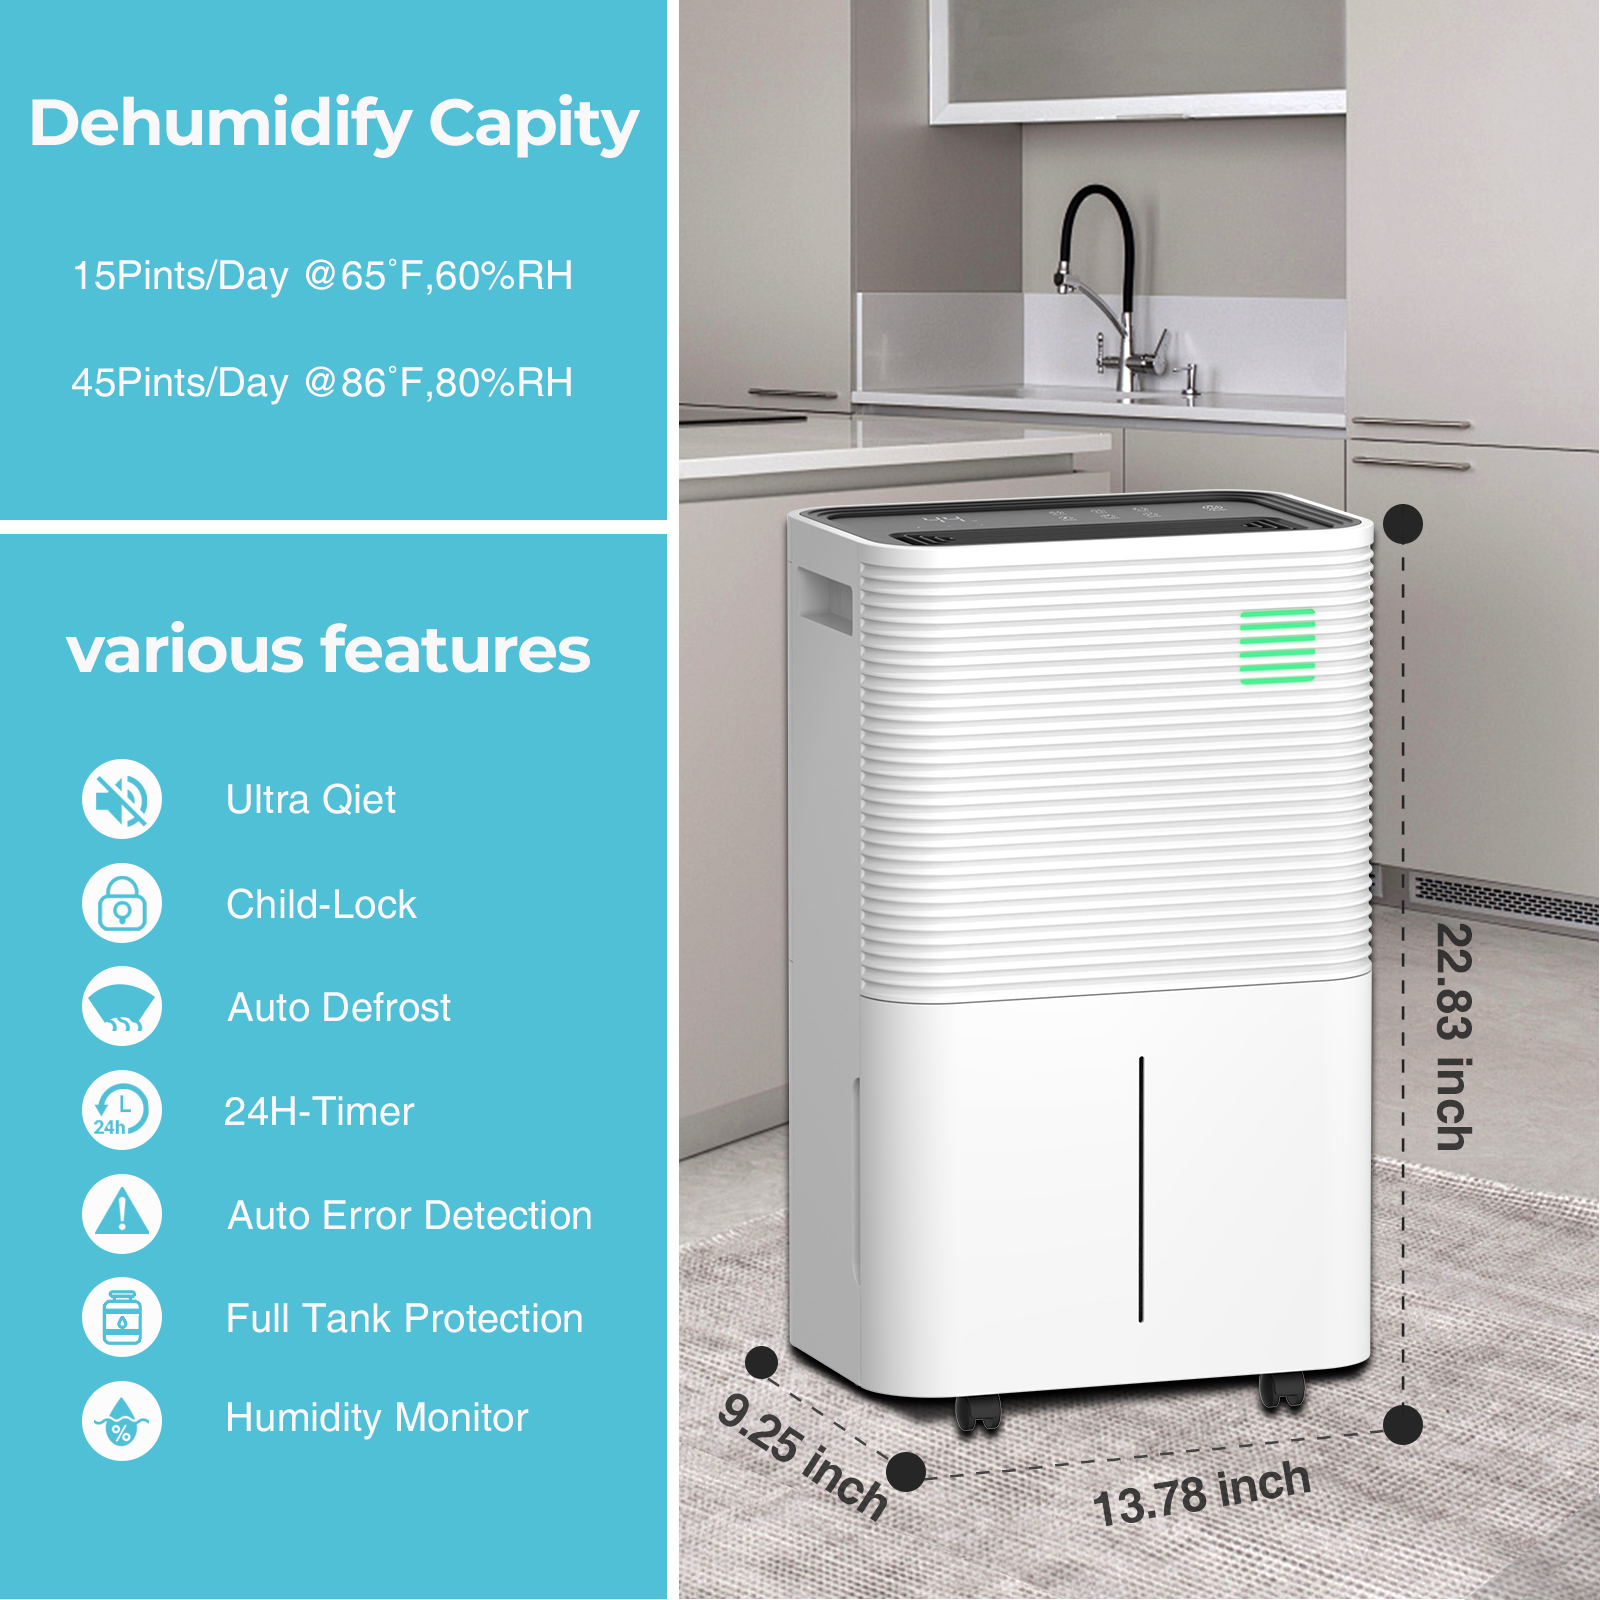 Dehumidify Capity
15Pints/Day @65°F,60%RH
45Pints/Day @86°F,80%RH
various features
Ultra Qiet
Child-Lock
Auto Defrost
24h
24H-Timer
Auto Error Detection
Full Tank Protection
%
Humidity Monitor
22.83 inch
9.25 inch
13.78 inch